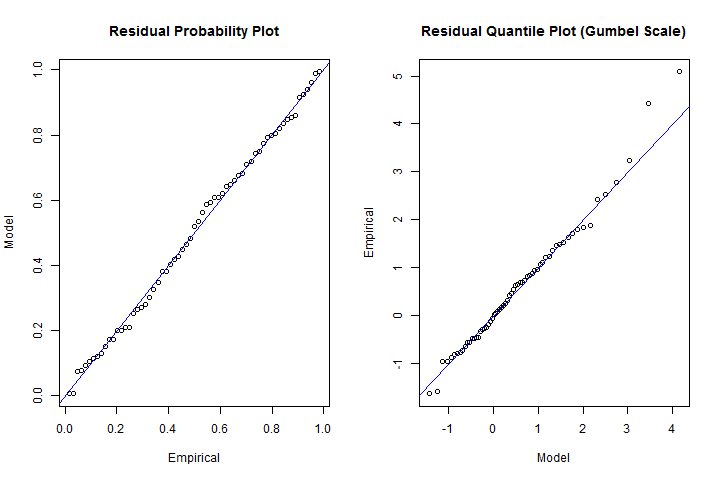 Residual Probability Plot
Model
1.0
0.8
0.6
0.4
0.2
0.0
0.0 0.2 0.4 0.6 0.8 1.0
Empirical
Residual Quantile Plot (Gumbel Scale)
Empirical
5
4
3
2
1
0
-1
-1 0 1 2 3 4
Model